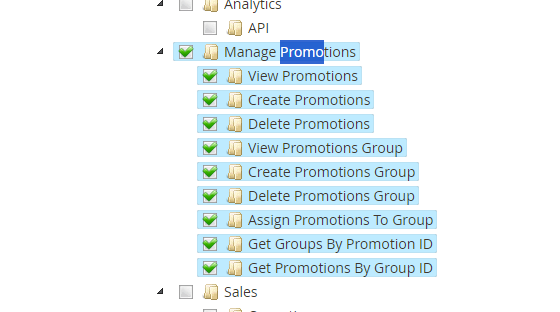 Analytics
API
Manage Promotions
View Promotions
Create Promotions
Delete Promotions
View Promotions Group
Create Promotions Group
Delete Promotions Group
Assign Promotions To Group
Get Groups By Promotion ID
Get Promotions By Group ID
Sales